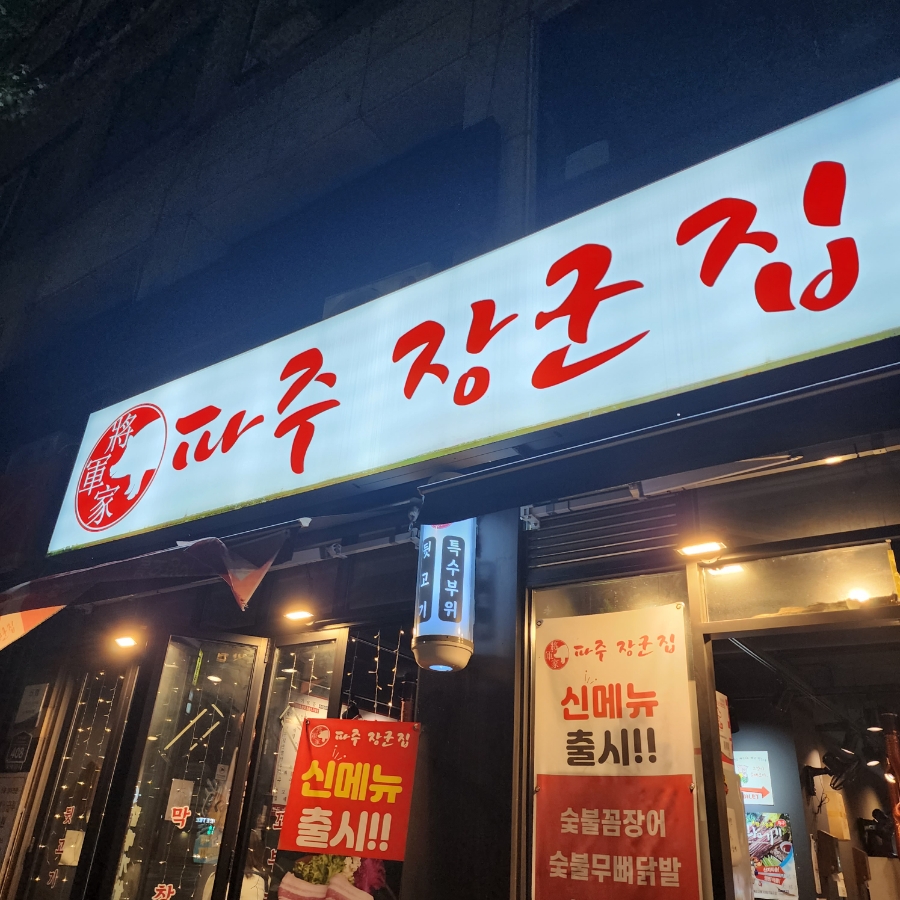 將軍家
파주 장군집
특수부위
뒷고기
파주 장군집
신메뉴
출시!!
파주 장군집
신메뉴
출시!!
숯불꼼장어
숯불무뼈닭발
막
창